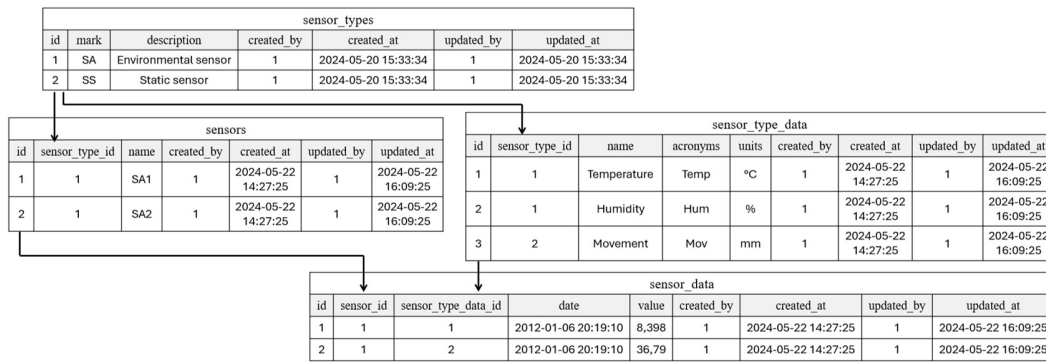 sensor_types
id mark description created_by created_at updated_by updated_at
1 SA Environmental sensor 1 2024-05-20 15:33:34 1 2024-05-20 15:33:34
2 SS Static sensor 1 2024-05-20 15:33:34 1 2024-05-20 15:33:34
sensors
id sensor_type_id name created_by created_at updated_by updated_at
1 1 SA1 1 2024-05-22 14:27:25 1 2024-05-22 16:09:25
2 1 SA2 1 2024-05-22 14:27:25 1 2024-05-22 16:09:25
sensor_type_data
id sensor_type_id name acronyms units created_by created_at updated_by updated_at
1 1 Temperature Temp °C 1 2024-05-22 14:27:25 1 2024-05-22 16:09:25
2 1 Humidity Hum % 1 2024-05-22 14:27:25 1 2024-05-22 16:09:25
3 2 Movement Mov mm 1 2024-05-22 14:27:25 1 2024-05-22 16:09:25
sensor_data
id sensor_id sensor_type_data_id date value created_by created_at updated_by updated_at
1 1 1 2012-01-06 20:19:10 8,398 1 2024-05-22 14:27:25 1 2024-05-22 16:09:25
2 1 2 2012-01-06 20:19:10 36,79 1 2024-05-22 14:27:25 1 2024-05-22 16:09:25